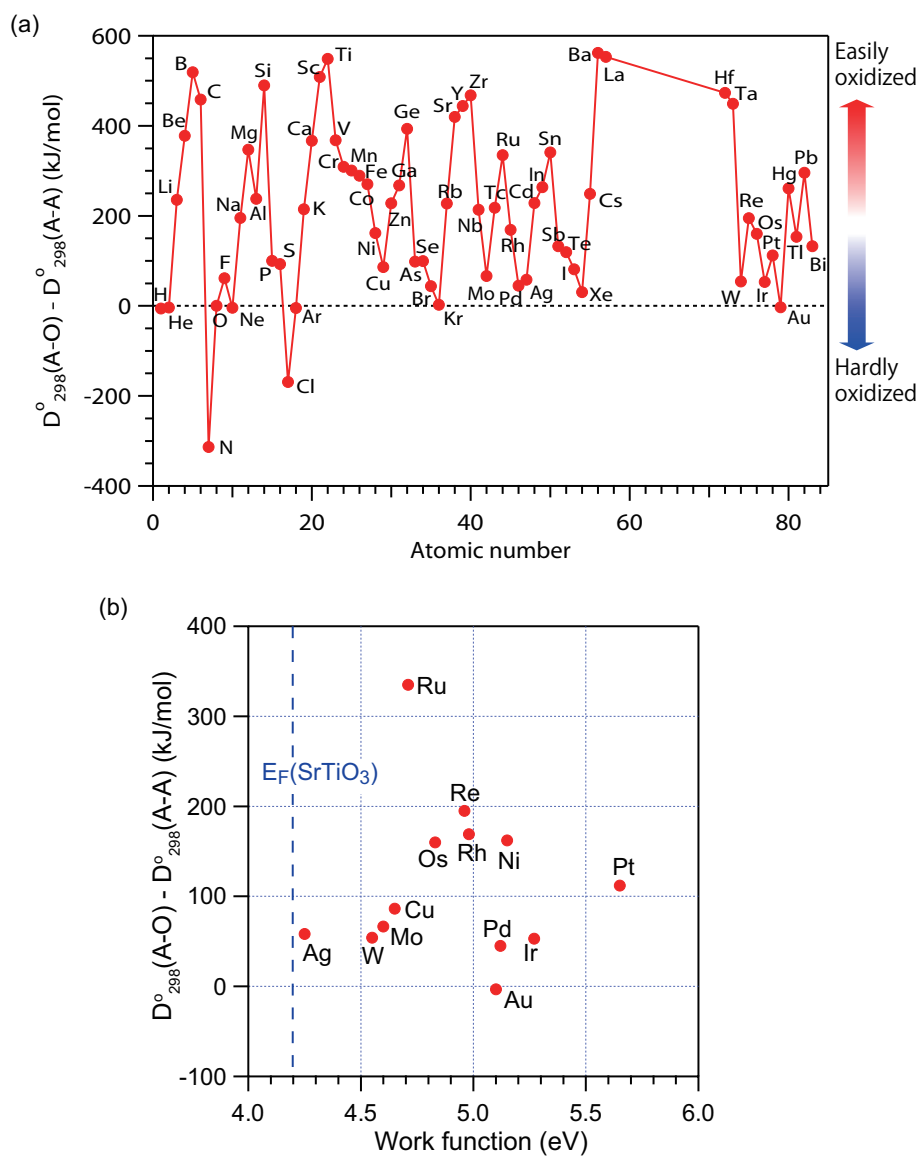 (a)
600
400
200
0
-200
-400
D°298(A-O) - D°298(A-A) (kJ/mol)
0
20
40
60
80
Atomic number
H
He
Li
Be
B
C
N
O
F
Ne
Na
Mg
Al
Si
P
S
Cl
Ar
K
Ca
Sc
Ti
V
Cr
Mn
Fe
Co
Ni
Cu
Zn
Ga
Ge
As
Se
Br
Kr
Rb
Sr
Y
Zr
Nb
Mo
Tc
Ru
Rh
Pd
Ag
Cd
In
Sn
Sb
Te
I
Xe
Cs
Ba
La
Hf
Ta
W
Re
Os
Ir
Pt
Au
Hg
Tl
Pb
Bi
Easily
oxidized
Hardly
oxidized
(b)
400
300
200
100
0
-100
D°298(A-O) - D°298(A-A) (kJ/mol)
4.0
4.5
5.0
5.5
6.0
Work function (eV)
EF(SrTiO3)
Ru
Re
Os
Rh
Ni
Pt
Cu
Mo
W
Ag
Pd
Ir
Au